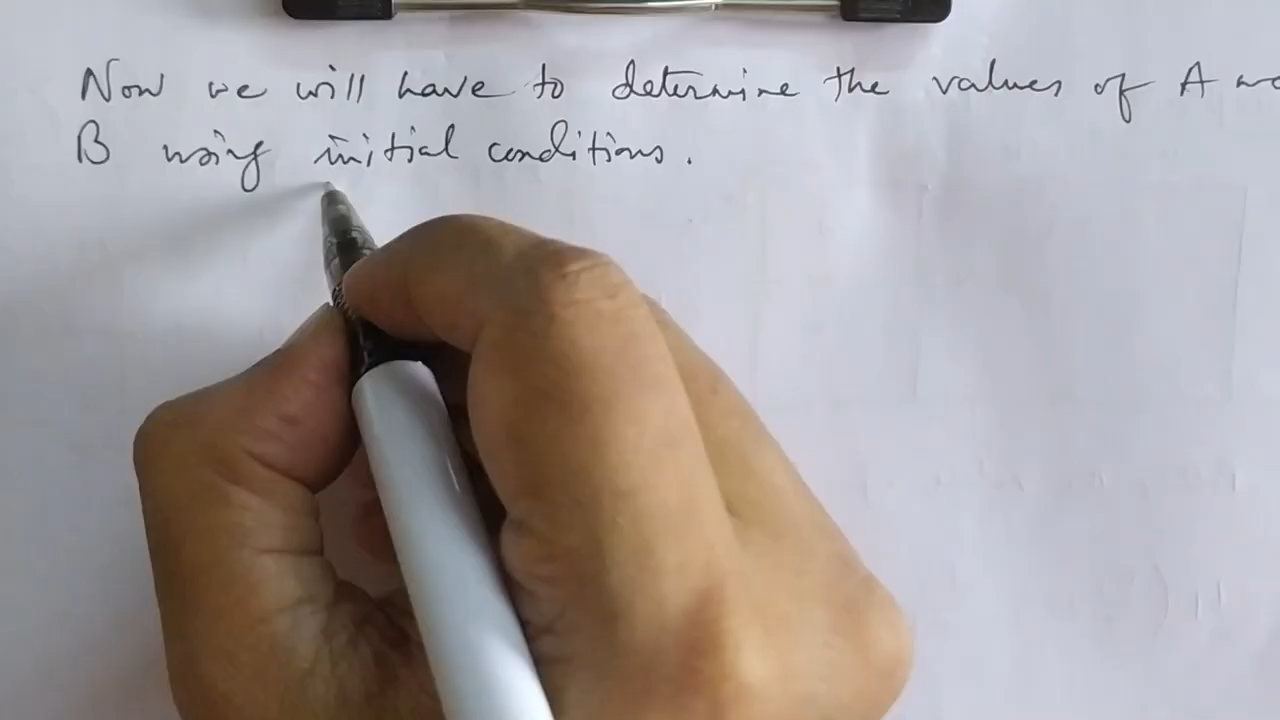 Now we will have to determine the values of A
B using initial conditions.